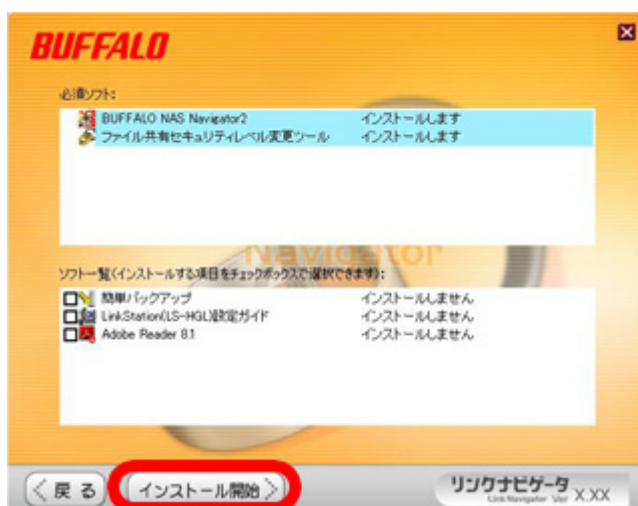 BUFFALO
必須ソフト:
BUFFALO NAS Navigator2 インストールします
ファイル共有セキュリティレベル変更ツール インストールします
Navigator
ソフト一覧(インストールする項目をチェックボックスで選択できます):
簡単バックアップ インストールしません
LinkStation(LS-HGL)設定ガイド インストールしません
Adobe Reader 8.1 インストールしません
戻る
インストール開始
リンクナビゲータ
Link Navigator Ver X.XX